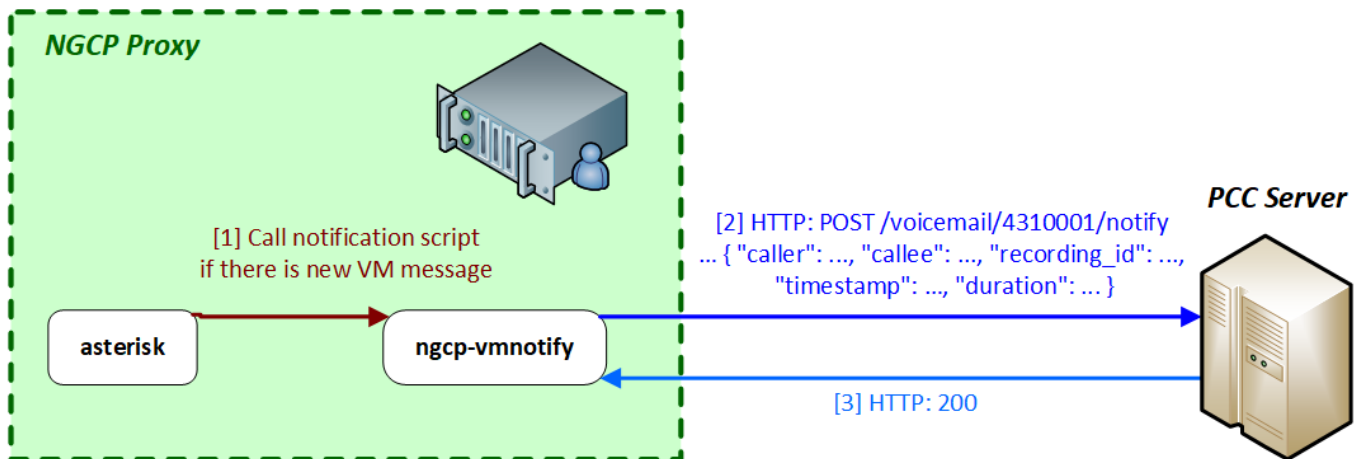 NGCP Proxy
[1] Call notification script
if there is new VM message
asterisk
ngcp-vmnotify
[2] HTTP: POST /voicemail/4310001/notify
... { "caller": ..., "callee": ..., "recording_id": ...,
"timestamp": ..., "duration": ... }
PCC Server
[3] HTTP: 200